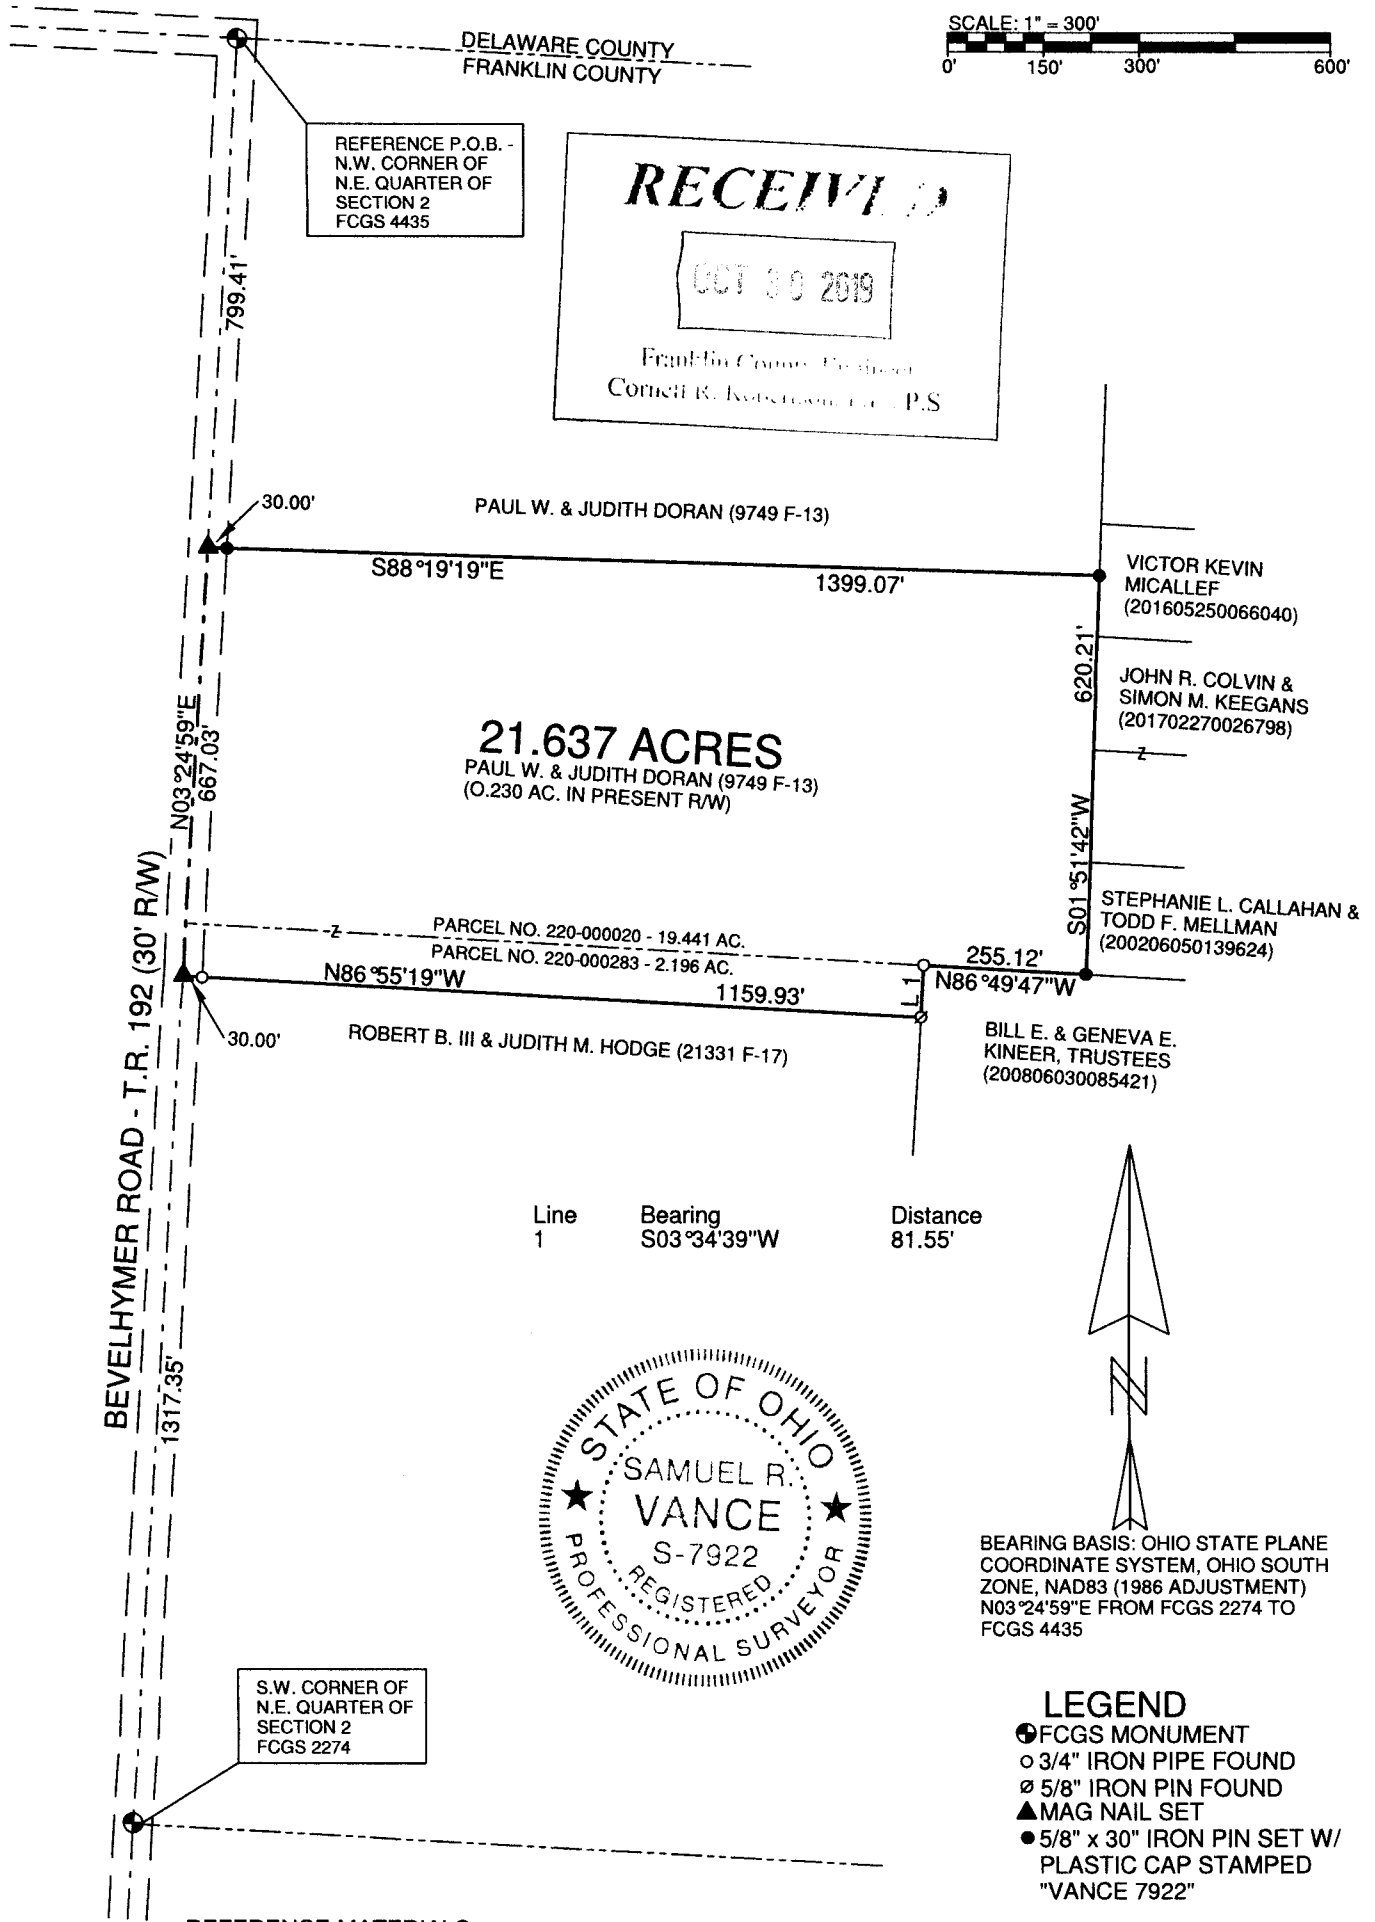 SCALE: 1" = 300'
0' 150' 300' 600'
DELAWARE COUNTY
FRANKLIN COUNTY
REFERENCE P.O.B. -
N.W. CORNER OF
N.E. QUARTER OF
SECTION 2
FCGS 4435
RECEIVED
OCT 30 2019
Franklin County Engineer
Cornell R. Robertson, P.S
799.41'
30.00'
PAUL W. & JUDITH DORAN (9749 F-13)
S88°19'19"E
1399.07'
VICTOR KEVIN
MICALLEF
(201605250066040)
620.21'
JOHN R. COLVIN &
SIMON M. KEEGANS
(201702270026798)
Z
N03°24'59"E
667.03'
21.637 ACRES
PAUL W. & JUDITH DORAN (9749 F-13)
(O.230 AC. IN PRESENT R/W)
S01°51'42"W
STEPHANIE L. CALLAHAN &
TODD F. MELLMAN
(200206050139624)
Z
PARCEL NO. 220-000020 - 19.441 AC.
PARCEL NO. 220-000283 - 2.196 AC.
255.12'
N86°49'47"W
N86°55'19"W
1159.93'
L 1
30.00'
ROBERT B. III & JUDITH M. HODGE (21331 F-17)
BILL E. & GENEVA E.
KINEER, TRUSTEES
(200806030085421)
BEVELHYMER ROAD - T.R. 192 (30' R/W)
1317.35'
Line Bearing Distance
1 S03°34'39"W 81.55'
N
STATE OF OHIO
SAMUEL R.
VANCE
S-7922
REGISTERED
PROFESSIONAL SURVEYOR
BEARING BASIS: OHIO STATE PLANE
COORDINATE SYSTEM, OHIO SOUTH
ZONE, NAD83 (1986 ADJUSTMENT)
N03°24'59"E FROM FCGS 2274 TO
FCGS 4435
S.W. CORNER OF
N.E. QUARTER OF
SECTION 2
FCGS 2274
LEGEND
FCGS MONUMENT
3/4" IRON PIPE FOUND
5/8" IRON PIN FOUND
MAG NAIL SET
5/8" x 30" IRON PIN SET W/
PLASTIC CAP STAMPED
"VANCE 7922"